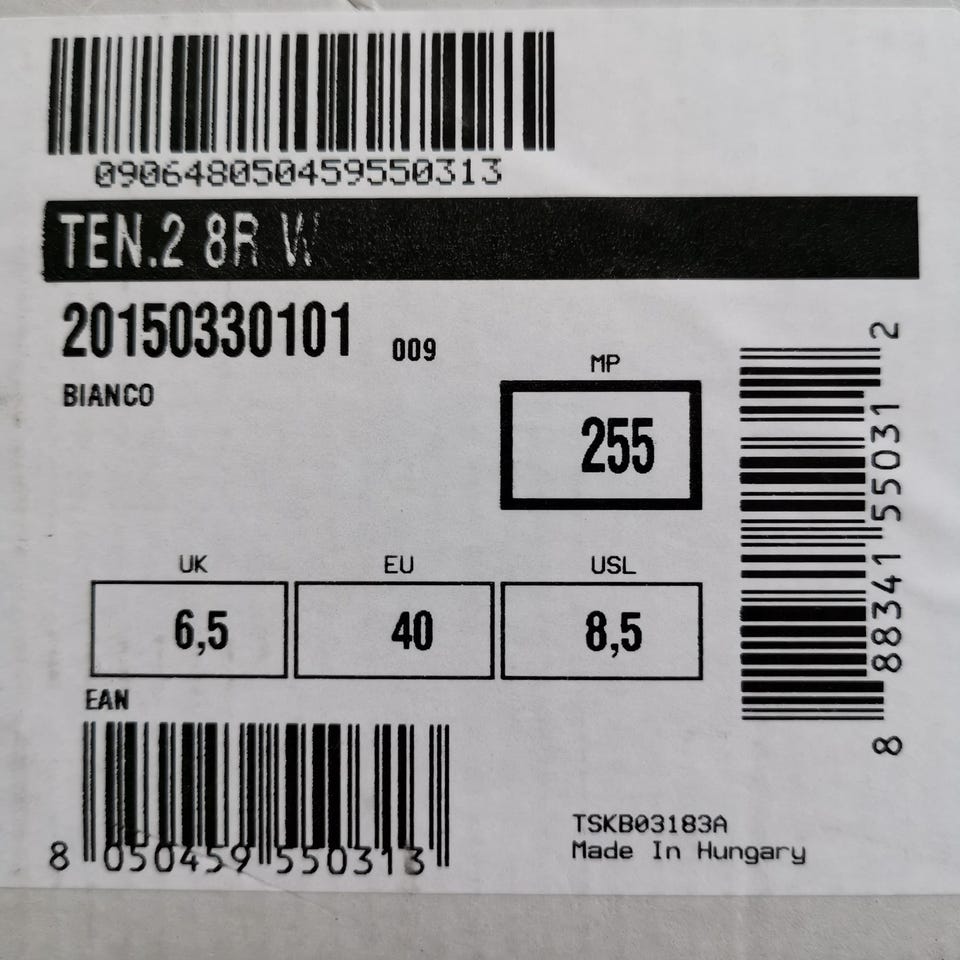 090648050459550313
TEN.2 8R W
20150330101 009
BIANCO
MP
255
UK EU USL
6,5 40 8,5
EAN
8 050459 550313
TSKB03183A
Made In Hungary
8 88341 55031 2